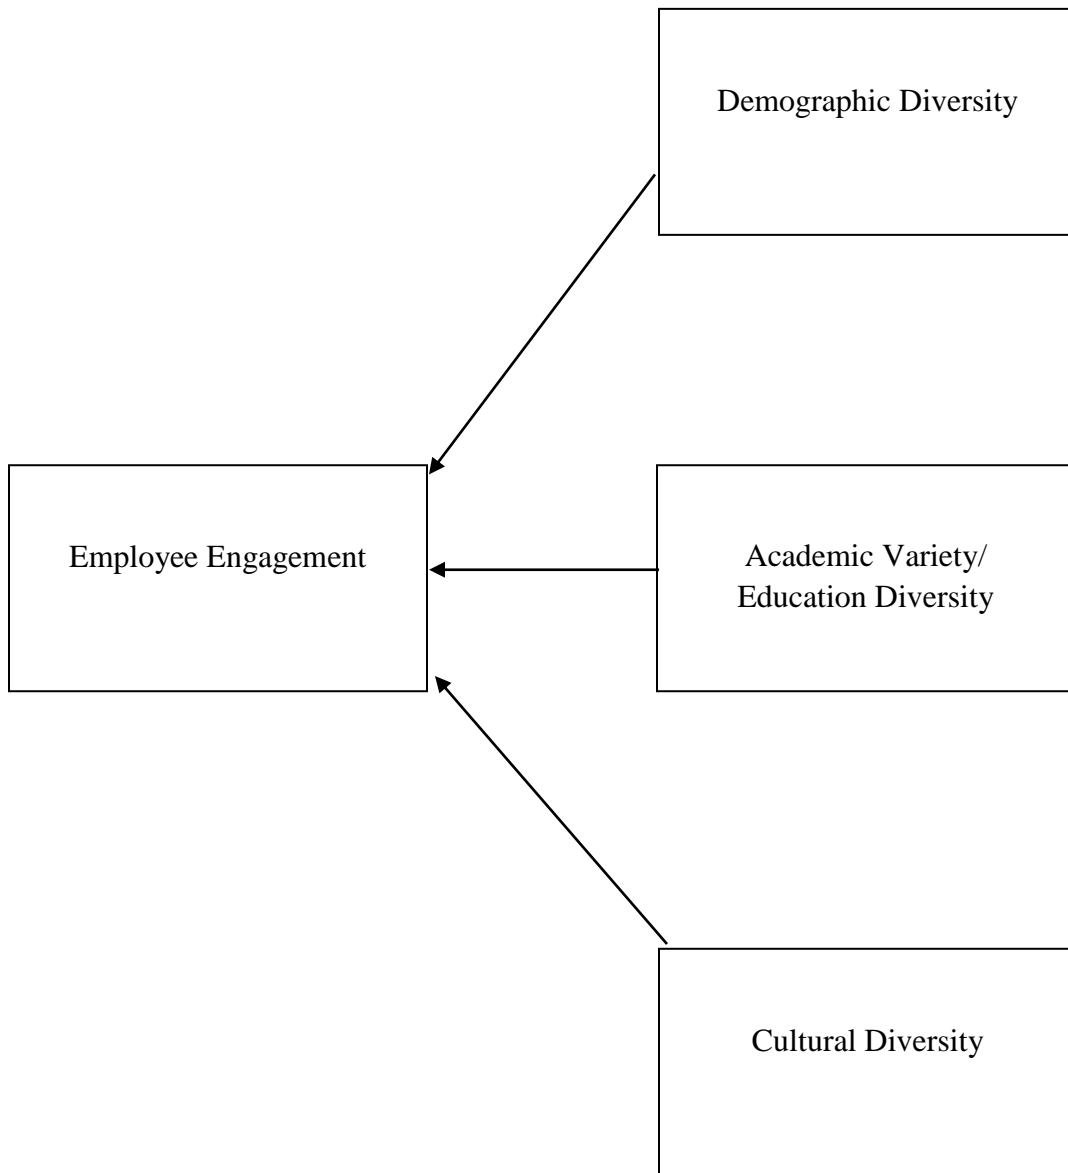 Demographic Diversity
Employee Engagement
Academic Variety/
Education Diversity
Cultural Diversity